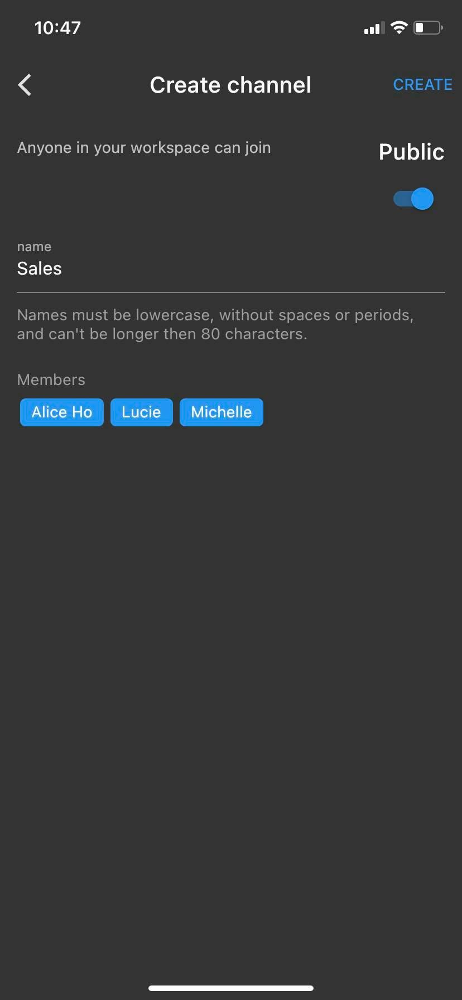 10:47
Create channel
CREATE
Anyone in your workspace can join
Public
name
Sales
Names must be lowercase, without spaces or periods,
and can't be longer then 80 characters.
Members
Alice Ho Lucie Michelle